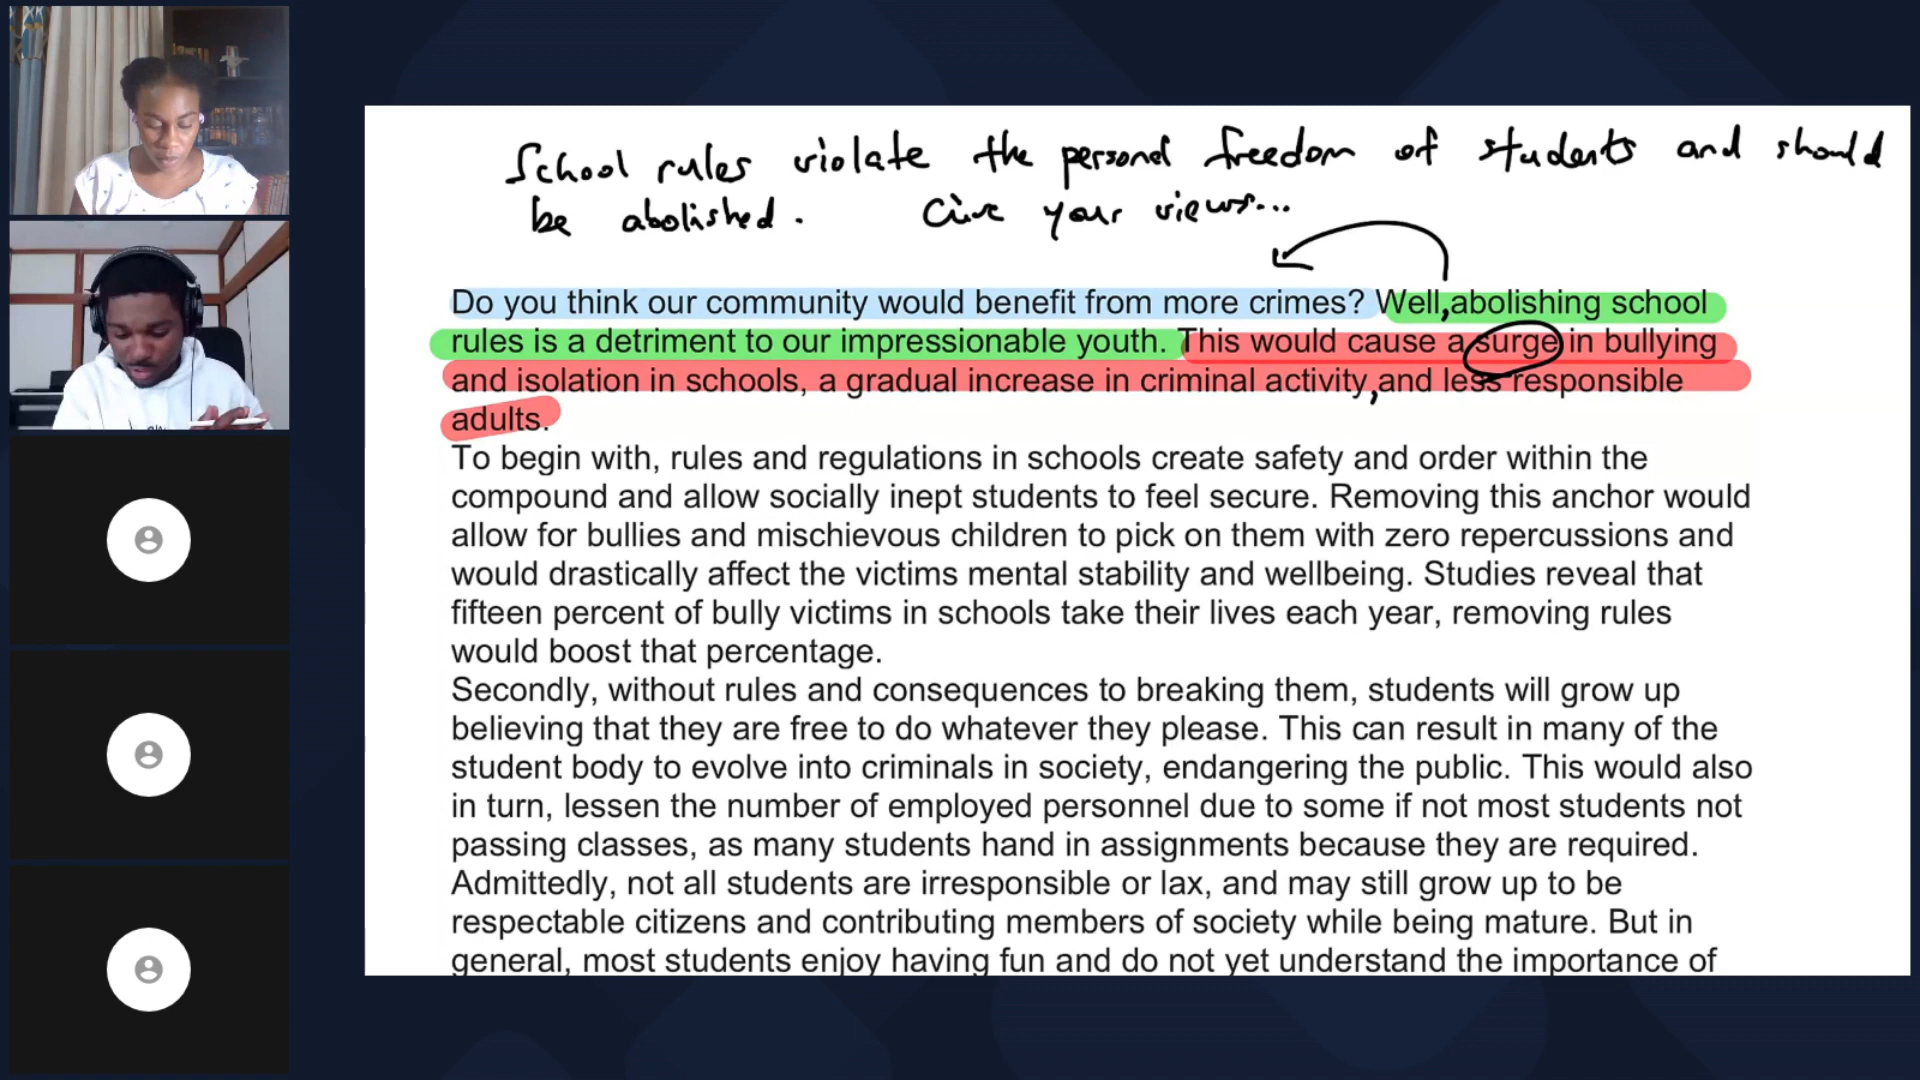 School rules violate the personal freedom of students and should
be abolished. Give your views...
Do you think our community would benefit from more crimes? Well,abolishing school
rules is a detriment to our impressionable youth. This would cause a surge in bullying
and isolation in schools, a gradual increase in criminal activity,and less responsible
adults.
To begin with, rules and regulations in schools create safety and order within the
compound and allow socially inept students to feel secure. Removing this anchor would
allow for bullies and mischievous children to pick on them with zero repercussions and
would drastically affect the victims mental stability and wellbeing. Studies reveal that
fifteen percent of bully victims in schools take their lives each year, removing rules
would boost that percentage.
Secondly, without rules and consequences to breaking them, students will grow up
believing that they are free to do whatever they please. This can result in many of the
student body to evolve into criminals in society, endangering the public. This would also
in turn, lessen the number of employed personnel due to some if not most students not
passing classes, as many students hand in assignments because they are required.
Admittedly, not all students are irresponsible or lax, and may still grow up to be
respectable citizens and contributing members of society while being mature. But in
general, most students enjoy having fun and do not yet understand the importance of